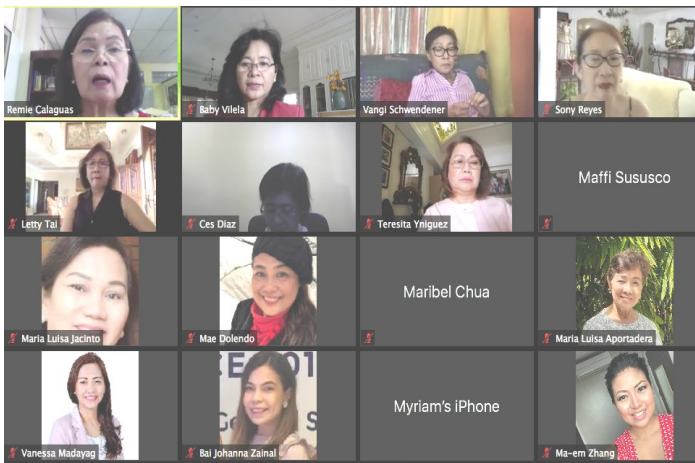 Remie Calaguas
Baby Vilela
Vangi Schwendener
Sony Reyes
Letty Tal
Ces Diaz
Teresita Yniguez
Maffi Sususco
Maria Luisa Jacinto
Mae Dolendo
Maribel Chua
Maria Luisa Aportadera
Vanessa Madayag
Bai Johanna Zainal
Myriam's iPhone
Ma-em Zhang